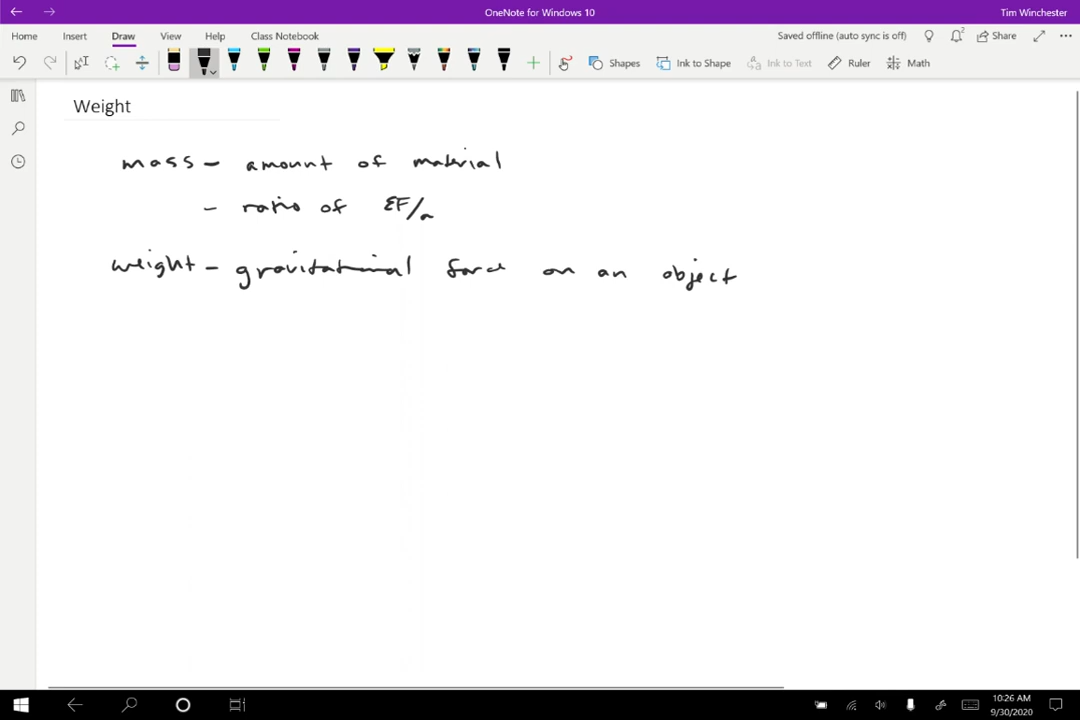 OneNote for Windows 10
Tim Winchester
Home Insert Draw View Help Class Notebook
Saved offline (auto sync is off) Share
Shapes Ink to Shape Ink to Text Ruler Math
Weight
mass – amount of material
– ratio of ΣF/a
weight – gravitational force on an object
10:26 AM
9/30/2020